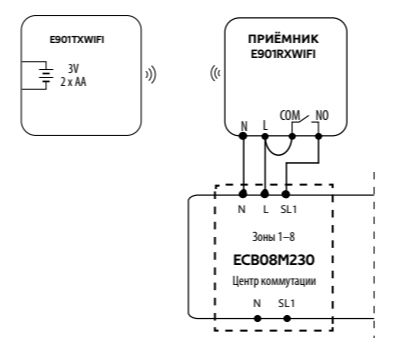 E901TXWIFI
3V
2 x AA
ПРИЁМНИК
E901RXWIFI
N L COM NO
N L SL1
Зоны 1–8
ECB08M230
Центр коммутации
N SL1